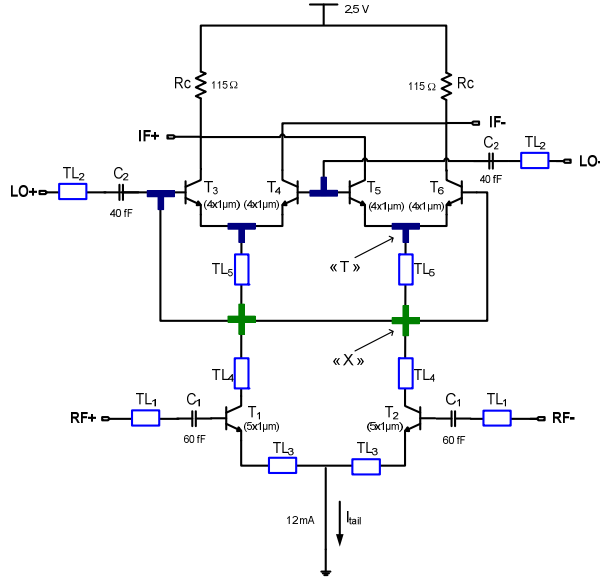 2.5 V
Rc 115 Ω 115 Ω Rc
IF+ IF-
TL2 C2 T3 T4 T5 T6 C2 TL2
LO+ LO-
40 fF (4x1µm) (4x1µm) (4x1µm) (4x1µm) 40 fF
TL5 «T» TL5
«X»
TL4 TL4
TL1 C1 T1 T2 C1 TL1
RF+ RF-
60 fF (5x1µm) (5x1µm) 60 fF
TL3 TL3
12mA Itail